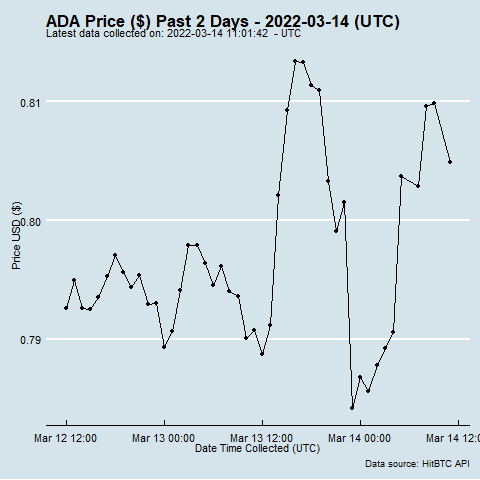 ADA Price ($) Past 2 Days - 2022-03-14 (UTC)
Latest data collected on: 2022-03-14 11:01:42  - UTC
0.81
0.80
0.79
Price USD ($)
Mar 12 12:00 Mar 13 00:00 Mar 13 12:00 Mar 14 00:00 Mar 14 12:00
Date Time Collected (UTC)
Data source: HitBTC API